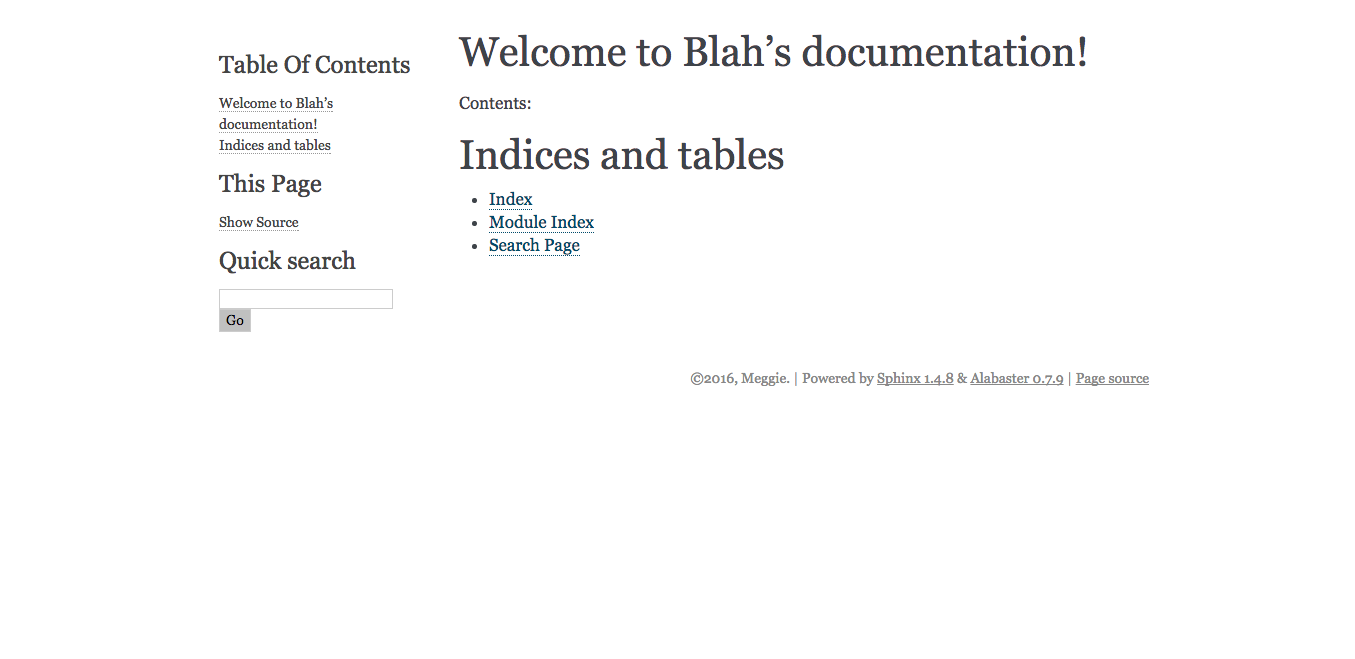 Table Of Contents
Welcome to Blah’s
documentation!
Indices and tables
This Page
Show Source
Quick search
Go
Welcome to Blah’s documentation!
Contents:
Indices and tables
Index
Module Index
Search Page
©2016, Meggie. | Powered by Sphinx 1.4.8 & Alabaster 0.7.9 | Page source